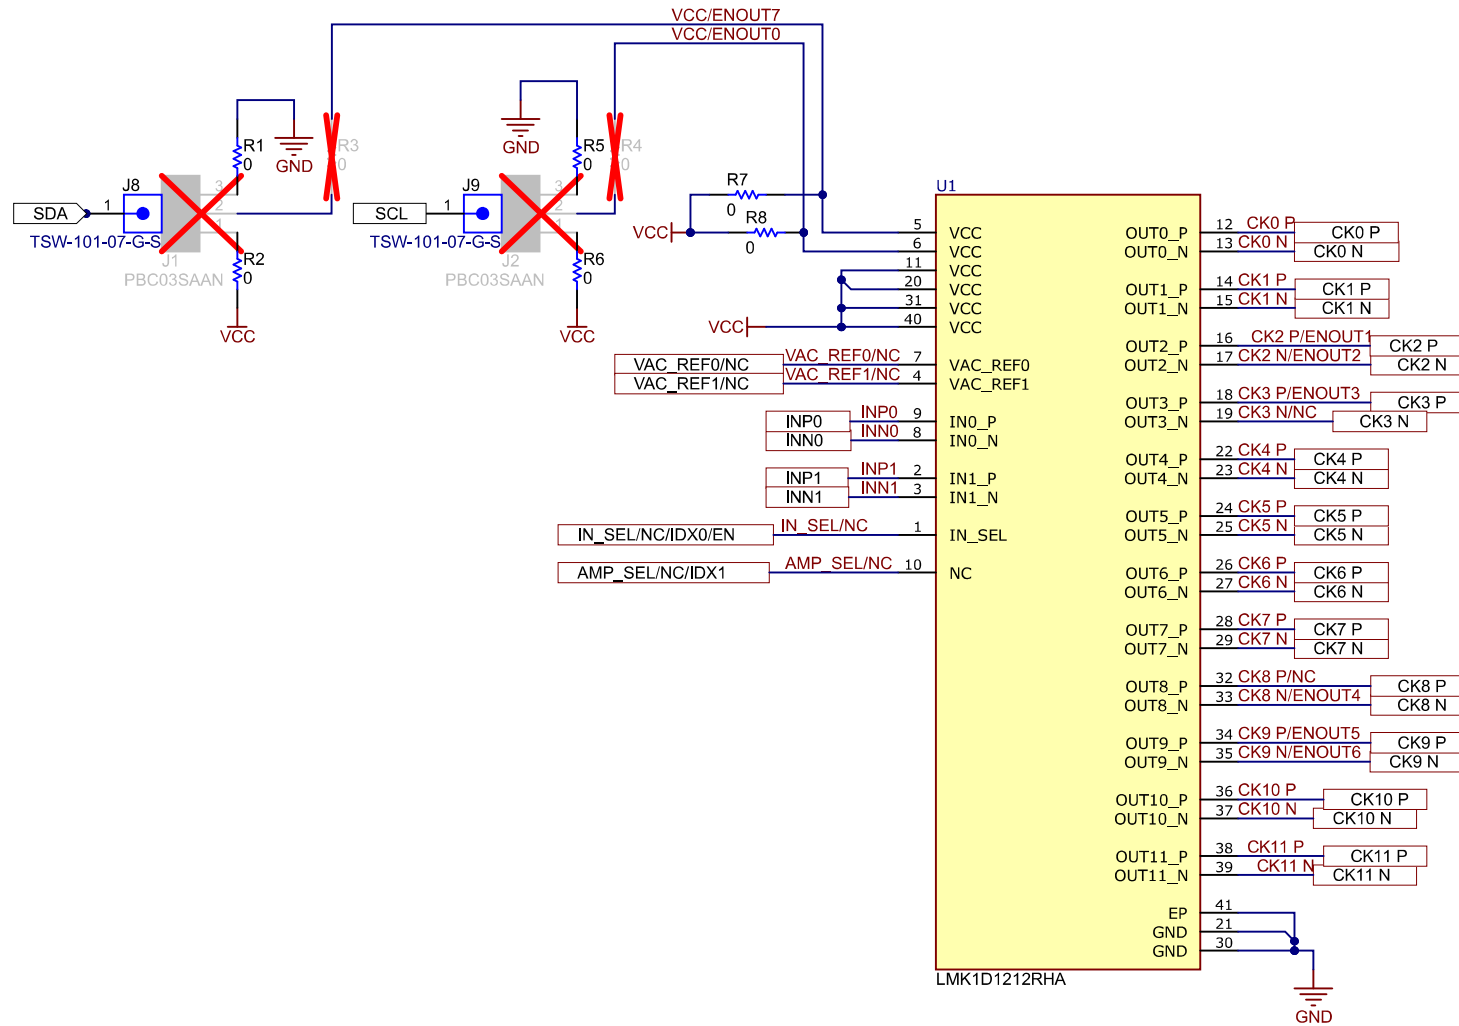 VCC/ENOUT7
VCC/ENOUT0
R1
0
GND
R3
0
GND
R5
0
R4
0
J8
1
SDA
TSW-101-07-G-S
3
2
1
J1
PBC03SAAN
R2
0
VCC
J9
1
SCL
TSW-101-07-G-S
3
2
1
J2
PBC03SAAN
R6
0
VCC
R7
0
R8
0
VCC
VCC
U1
5 VCC
6 VCC
11 VCC
20 VCC
31 VCC
40 VCC
VAC_REF0/NC VAC_REF0/NC 7 VAC_REF0
VAC_REF1/NC VAC_REF1/NC 4 VAC_REF1
INP0 INP0 9 IN0_P
INN0 INN0 8 IN0_N
INP1 INP1 2 IN1_P
INN1 INN1 3 IN1_N
IN_SEL/NC/IDX0/EN IN_SEL/NC 1 IN_SEL
AMP_SEL/NC/IDX1 AMP_SEL/NC 10 NC
OUT0_P 12 CK0 P CK0 P
OUT0_N 13 CK0 N CK0 N
OUT1_P 14 CK1 P CK1 P
OUT1_N 15 CK1 N CK1 N
OUT2_P 16 CK2 P/ENOUT1 CK2 P
OUT2_N 17 CK2 N/ENOUT2 CK2 N
OUT3_P 18 CK3 P/ENOUT3 CK3 P
OUT3_N 19 CK3 N/NC CK3 N
OUT4_P 22 CK4 P CK4 P
OUT4_N 23 CK4 N CK4 N
OUT5_P 24 CK5 P CK5 P
OUT5_N 25 CK5 N CK5 N
OUT6_P 26 CK6 P CK6 P
OUT6_N 27 CK6 N CK6 N
OUT7_P 28 CK7 P CK7 P
OUT7_N 29 CK7 N CK7 N
OUT8_P 32 CK8 P/NC CK8 P
OUT8_N 33 CK8 N/ENOUT4 CK8 N
OUT9_P 34 CK9 P/ENOUT5 CK9 P
OUT9_N 35 CK9 N/ENOUT6 CK9 N
OUT10_P 36 CK10 P CK10 P
OUT10_N 37 CK10 N CK10 N
OUT11_P 38 CK11 P CK11 P
OUT11_N 39 CK11 N CK11 N
EP 41
GND 21
GND 30
LMK1D1212RHA
GND